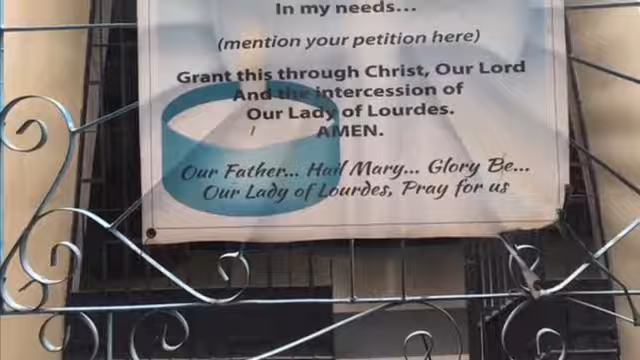 In my needs...
(mention your petition here)
Grant this through Christ, Our Lord
And the intercession of
Our Lady of Lourdes.
AMEN.
Our Father... Hail Mary... Glory Be...
Our Lady of Lourdes, Pray for us